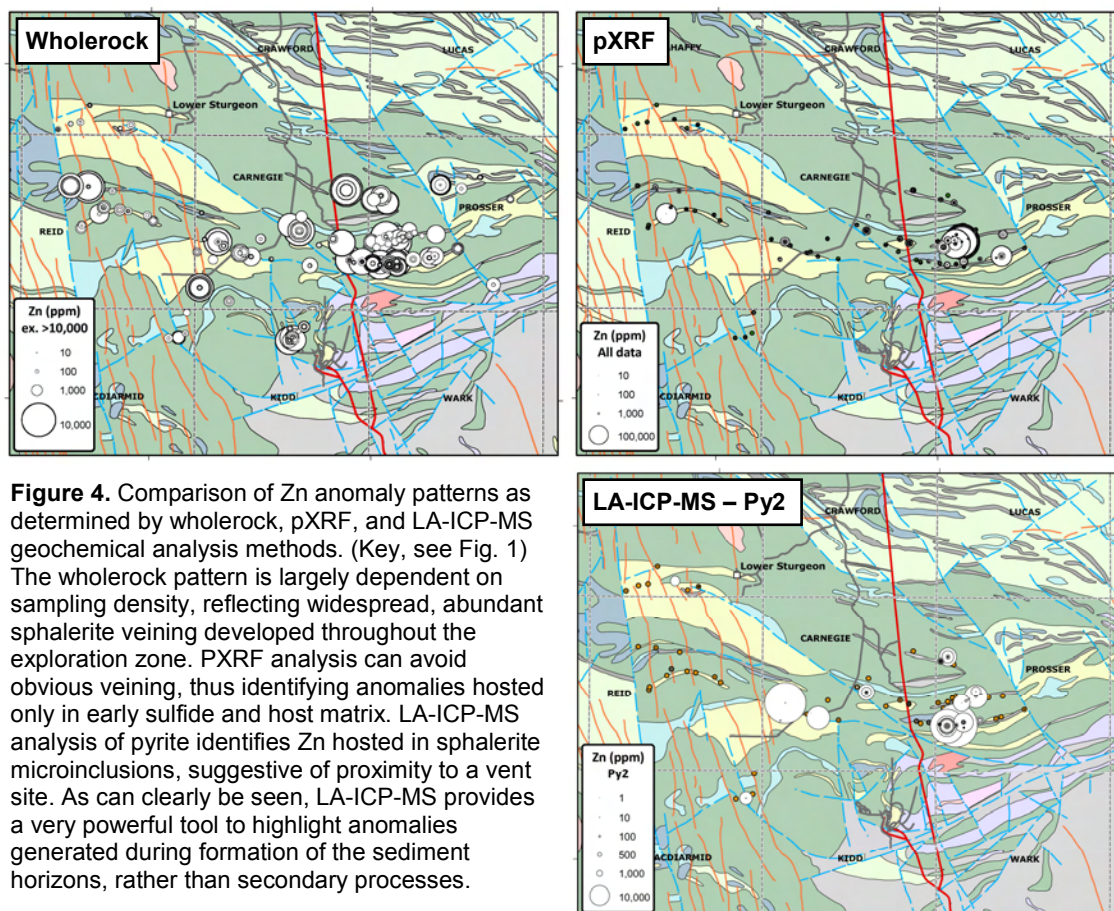 Wholerock
CRAWFORD
LUCAS
Lower Sturgeon
CARNEGIE
PROSSER
REID
Zn (ppm)
ex. >10,000
10
100
1,000
10,000
CDIARMID
KIDD
WARK
pXRF
HAFFY
CRAWFORD
LUCAS
Lower Sturgeon
CARNEGIE
PROSSER
REID
Zn (ppm)
All data
10
100
1,000
100,000
ACDIARMID
KIDD
WARK
Figure 4. Comparison of Zn anomaly patterns as
determined by wholerock, pXRF, and LA-ICP-MS
geochemical analysis methods. (Key, see Fig. 1)
The wholerock pattern is largely dependent on
sampling density, reflecting widespread, abundant
sphalerite veining developed throughout the
exploration zone. PXRF analysis can avoid
obvious veining, thus identifying anomalies hosted
only in early sulfide and host matrix. LA-ICP-MS
analysis of pyrite identifies Zn hosted in sphalerite
microinclusions, suggestive of proximity to a vent
site. As can clearly be seen, LA-ICP-MS provides
a very powerful tool to highlight anomalies
generated during formation of the sediment
horizons, rather than secondary processes.
LA-ICP-MS – Py2
CRAWFORD
LUCAS
Lower Sturgeon
CARNEGIE
PROSSER
REID
Zn (ppm)
Py2
1
10
100
500
1,000
10,000
ACDIARMID
KIDD
WARK